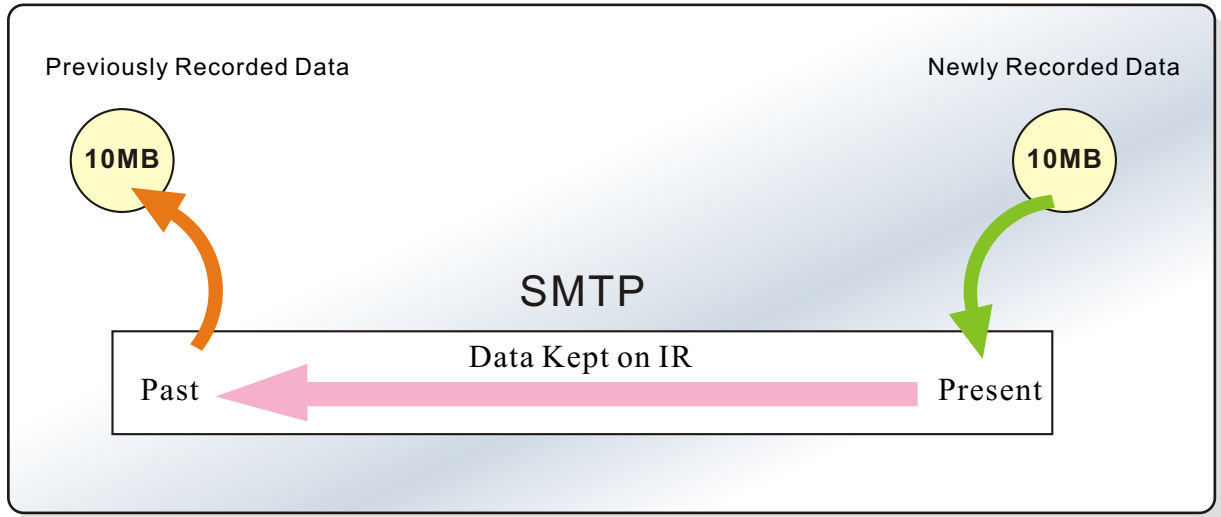 Previously Recorded Data
Newly Recorded Data
10MB
10MB
SMTP
Data Kept on IR
Past
Present